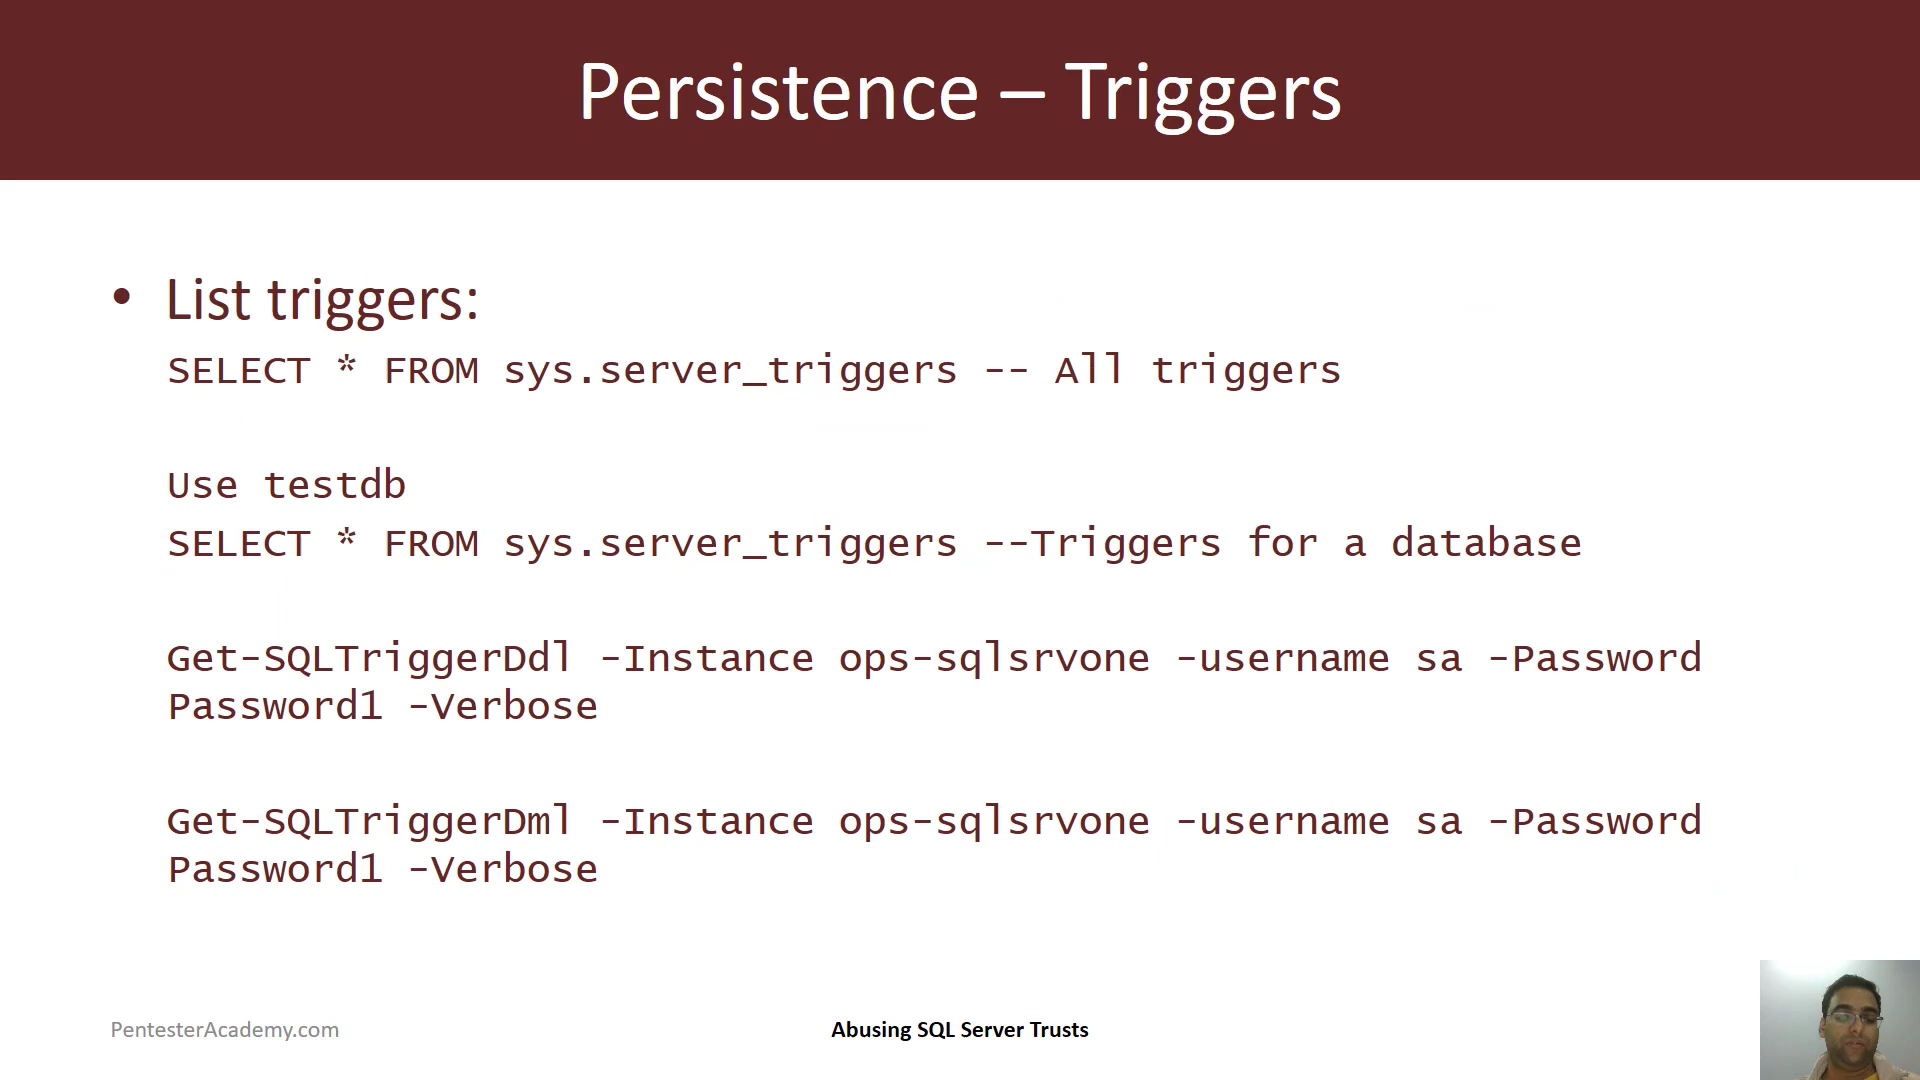 Persistence – Triggers
• List triggers:
SELECT * FROM sys.server_triggers -- All triggers
Use testdb
SELECT * FROM sys.server_triggers --Triggers for a database
Get-SQLTriggerDdl -Instance ops-sqlsrvone -username sa -Password
Password1 -Verbose
Get-SQLTriggerDml -Instance ops-sqlsrvone -username sa -Password
Password1 -Verbose
PentesterAcademy.com
Abusing SQL Server Trusts